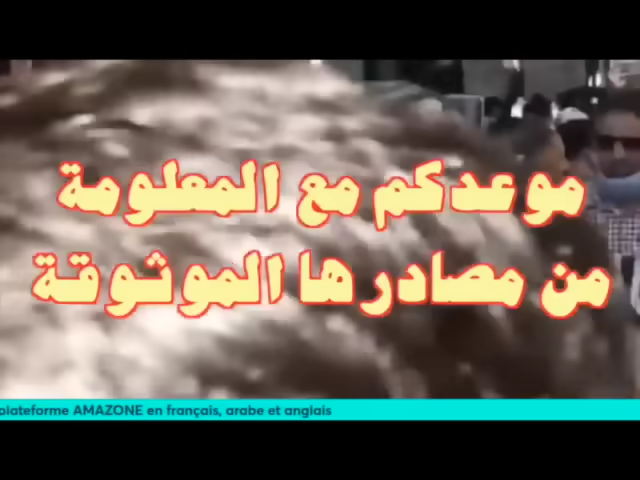 موعدكم مع المعلومة
من مصادرها الموثوقة
plateforme AMAZONE en français, arabe et anglais